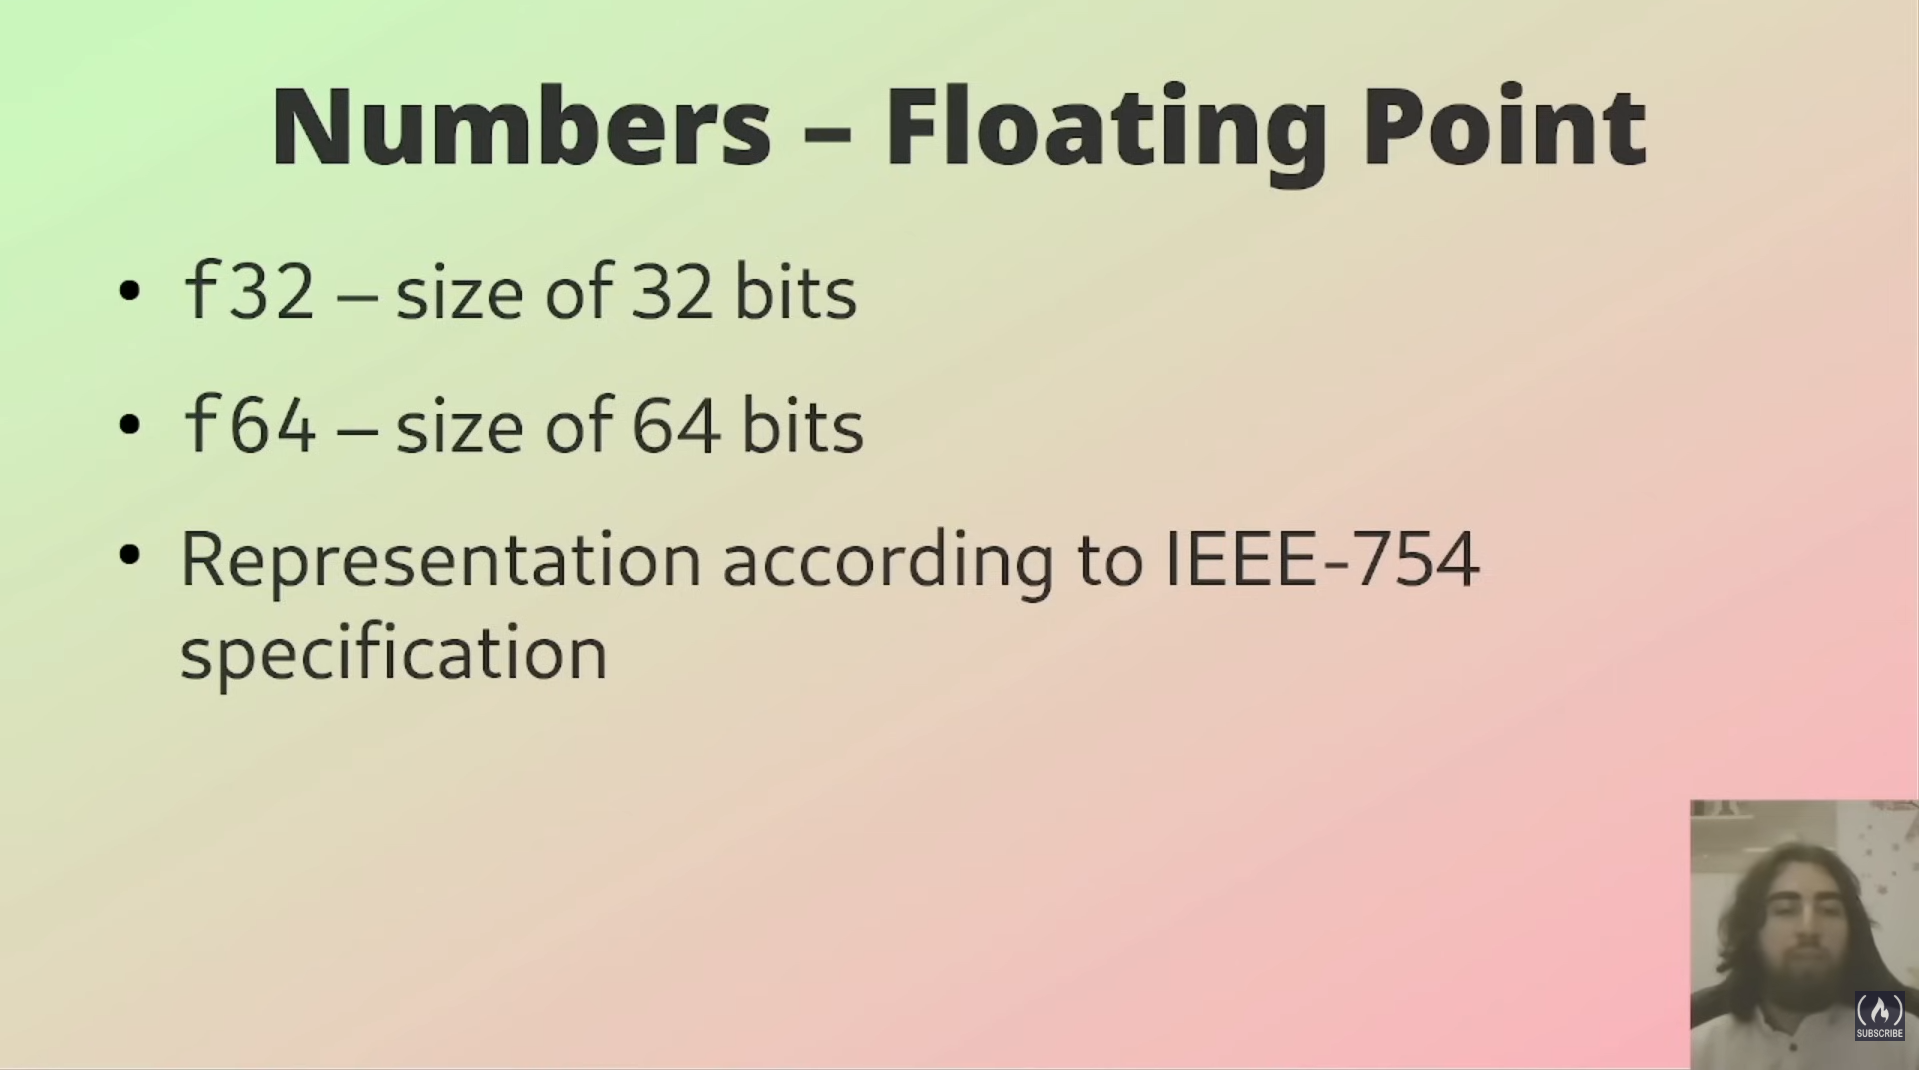 Numbers – Floating Point
• f32 – size of 32 bits
• f64 – size of 64 bits
• Representation according to IEEE-754
specification
SUBSCRIBE